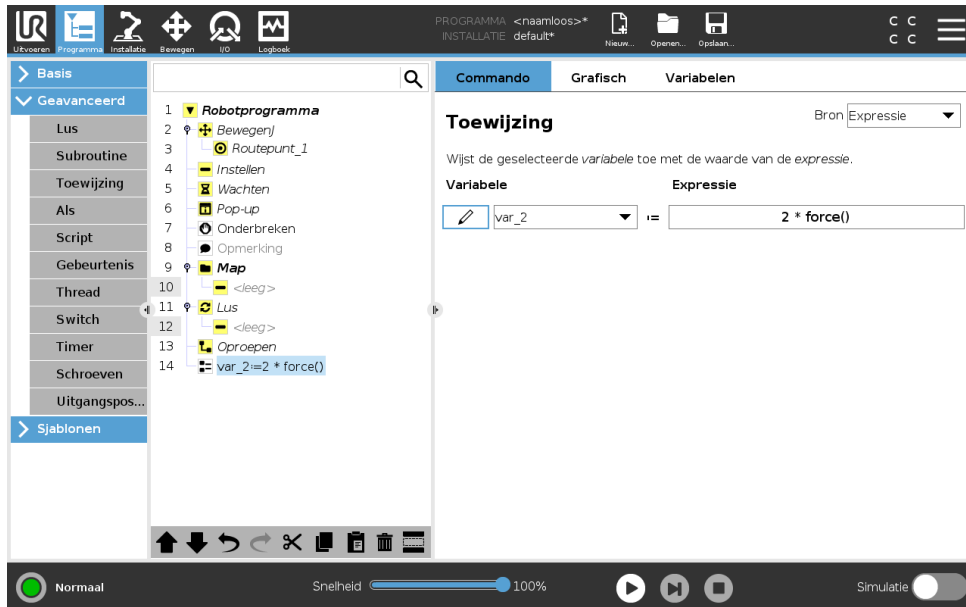 PROGRAMMA <naamloos>*
INSTALLATIE default*
C C
C C
Uitvoeren Programma Installatie Bewegen I/O Logboek Nieuw... Openen... Opslaan...
Basis
Geavanceerd
Lus
Subroutine
Toewijzing
Als
Script
Gebeurtenis
Thread
Switch
Timer
Schroeven
Uitgangspos...
Sjablonen
1 Robotprogramma
2 BewegenJ
3 Routepunt_1
4 Instellen
5 Wachten
6 Pop-up
7 Onderbreken
8 Opmerking
9 Map
10 <leeg>
11 Lus
12 <leeg>
13 Oproepen
14 var_2:=2 * force()
Commando Grafisch Variabelen
Toewijzing
Bron Expressie
Wijst de geselecteerde variabele toe met de waarde van de expressie.
Variabele Expressie
var_2 := 2 * force()
Normaal Snelheid 100% Simulatie